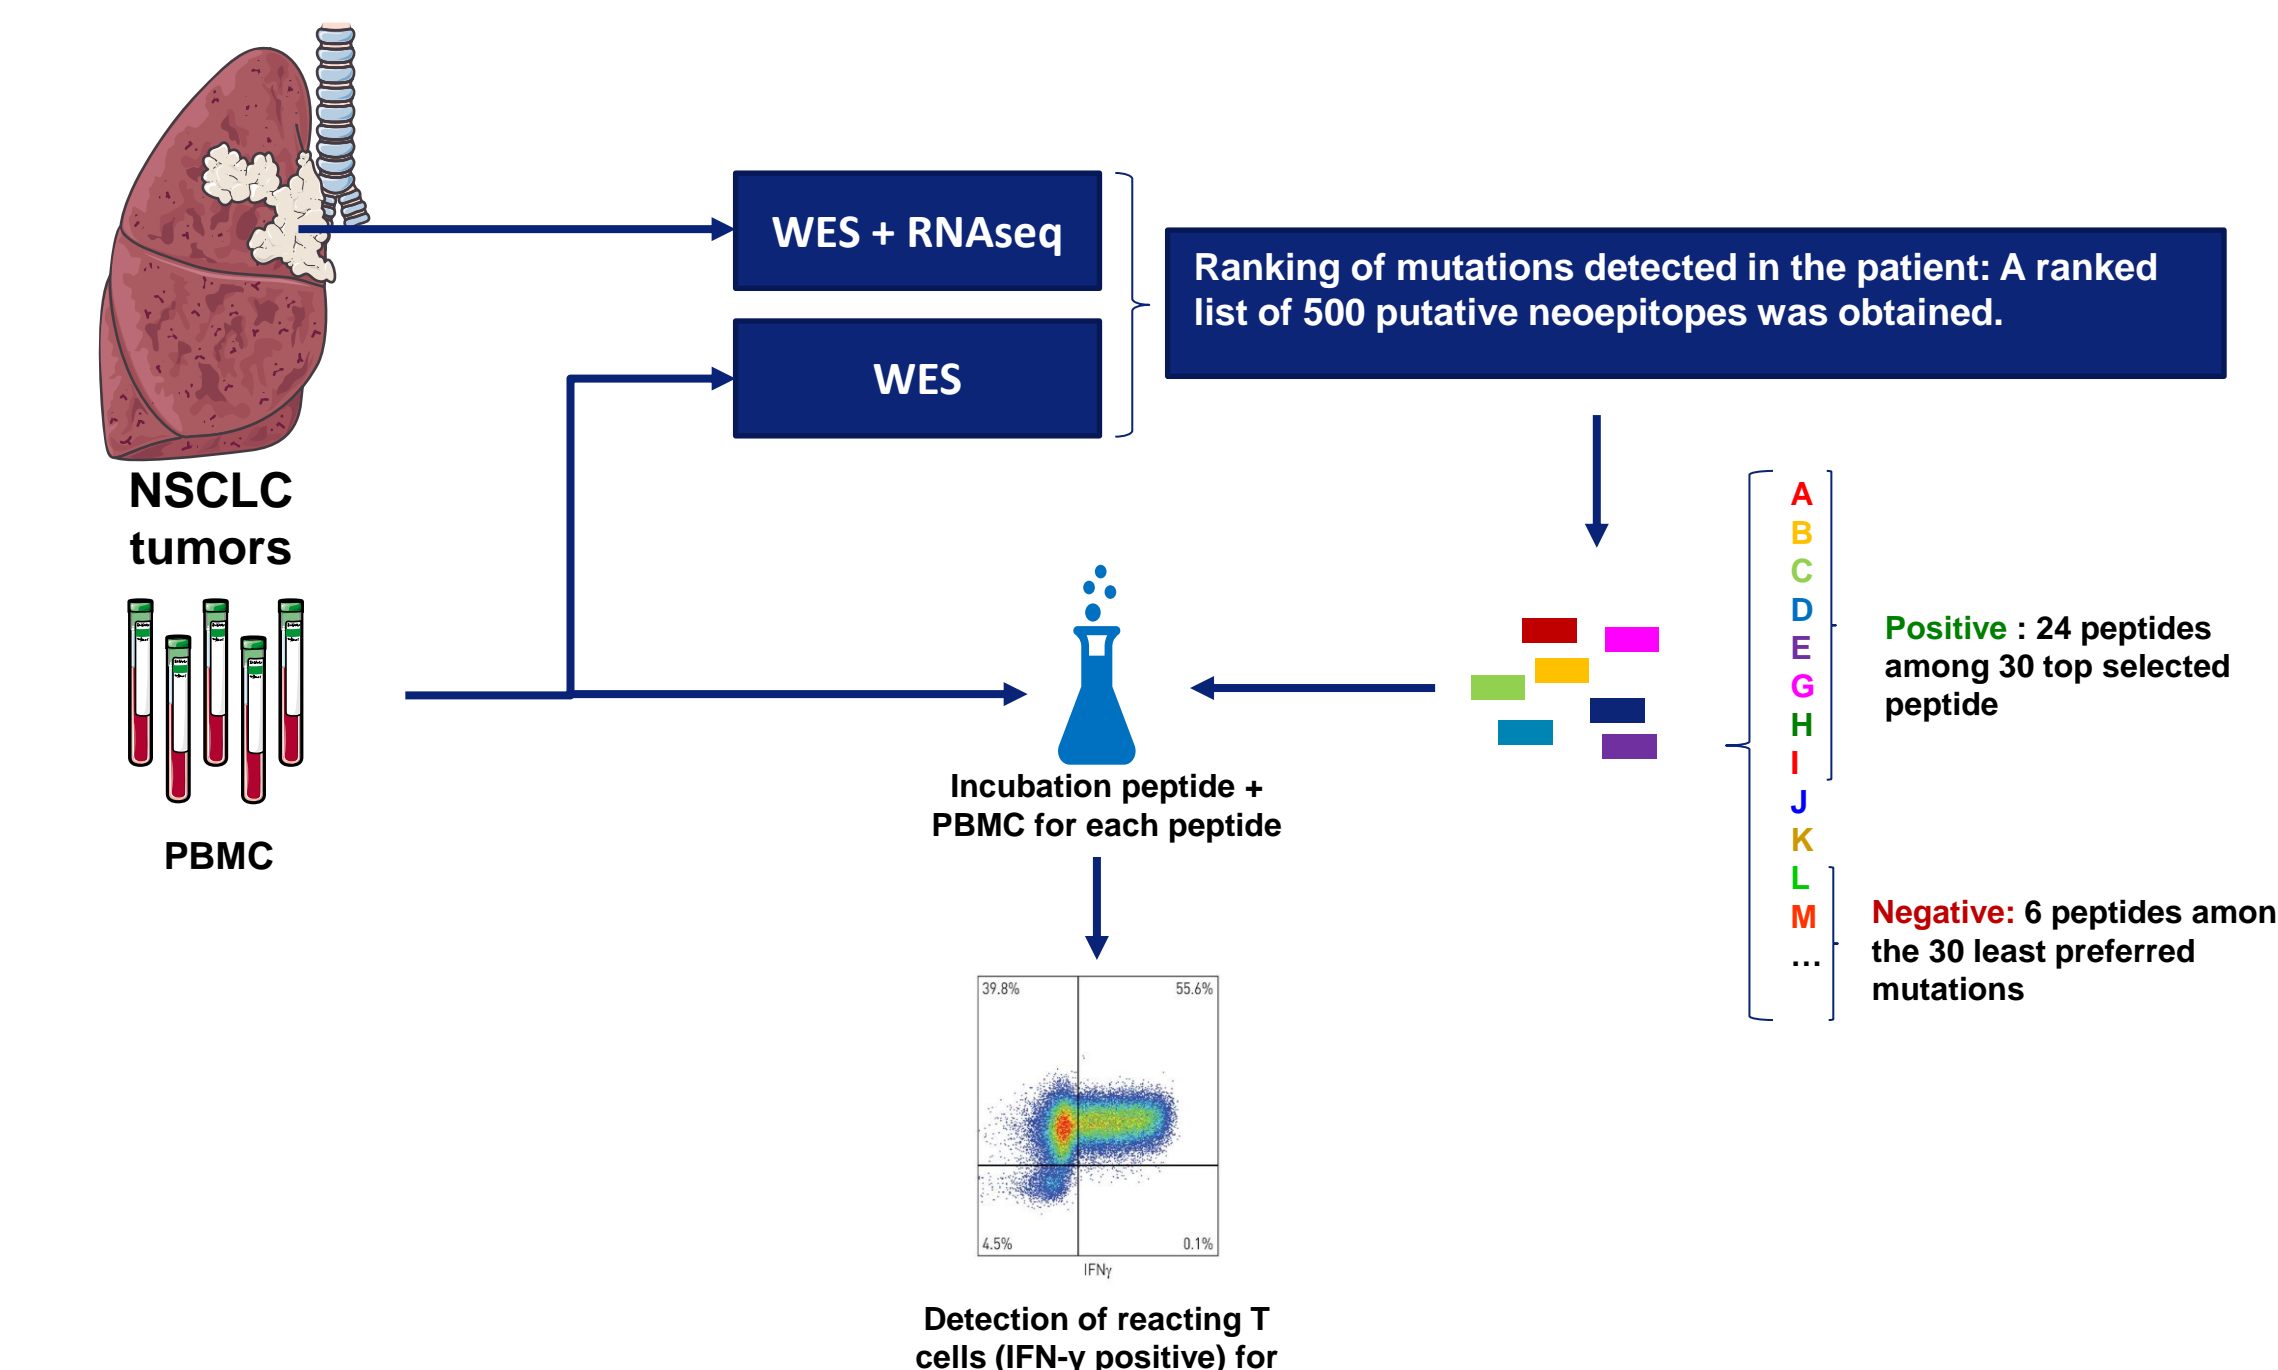 WES + RNAseq
Ranking of mutations detected in the patient: A ranked
list of 500 putative neoepitopes was obtained.
WES
NSCLC
tumors
PBMC
Incubation peptide +
PBMC for each peptide
A
B
C
D
E
G
H
I
J
K
L
M
...
Positive : 24 peptides
among 30 top selected
peptide
Negative: 6 peptides amon
the 30 least preferred
mutations
39.8%
55.6%
4.5%
0.1%
IFNγ
Detection of reacting T
cells (IFN-γ positive) for